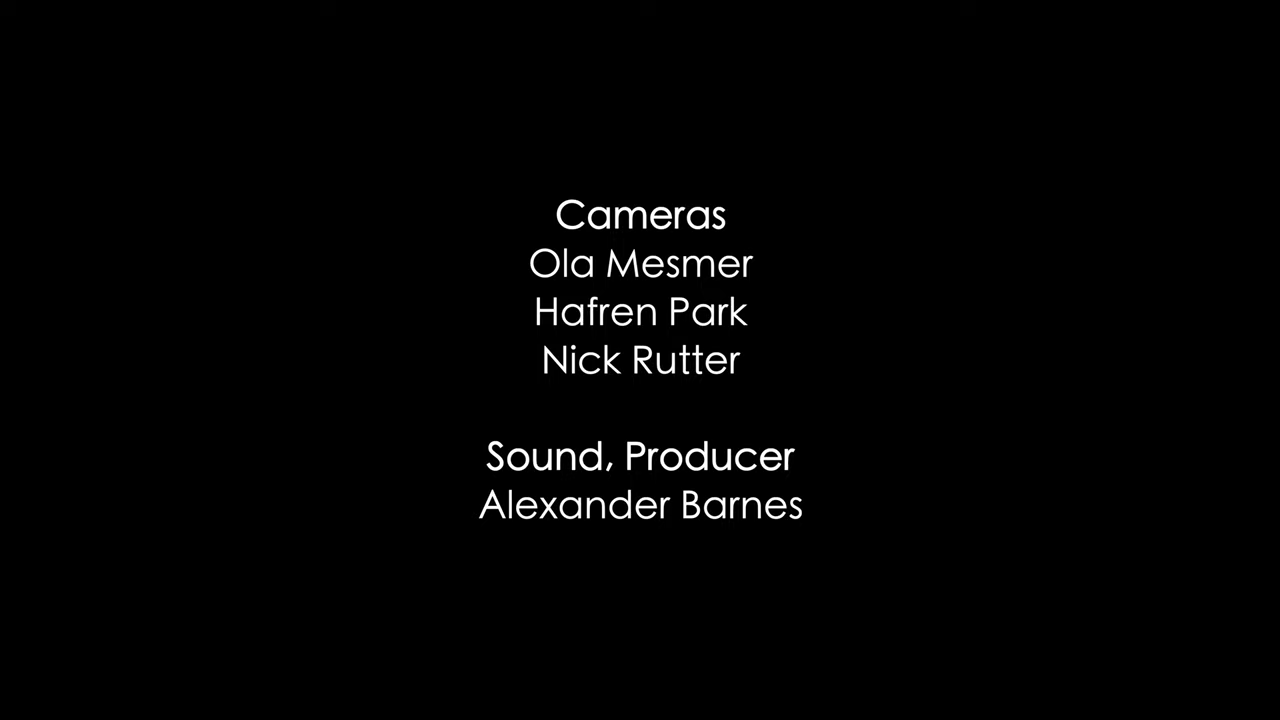 Cameras
Ola Mesmer
Hafren Park
Nick Rutter
Sound, Producer
Alexander Barnes